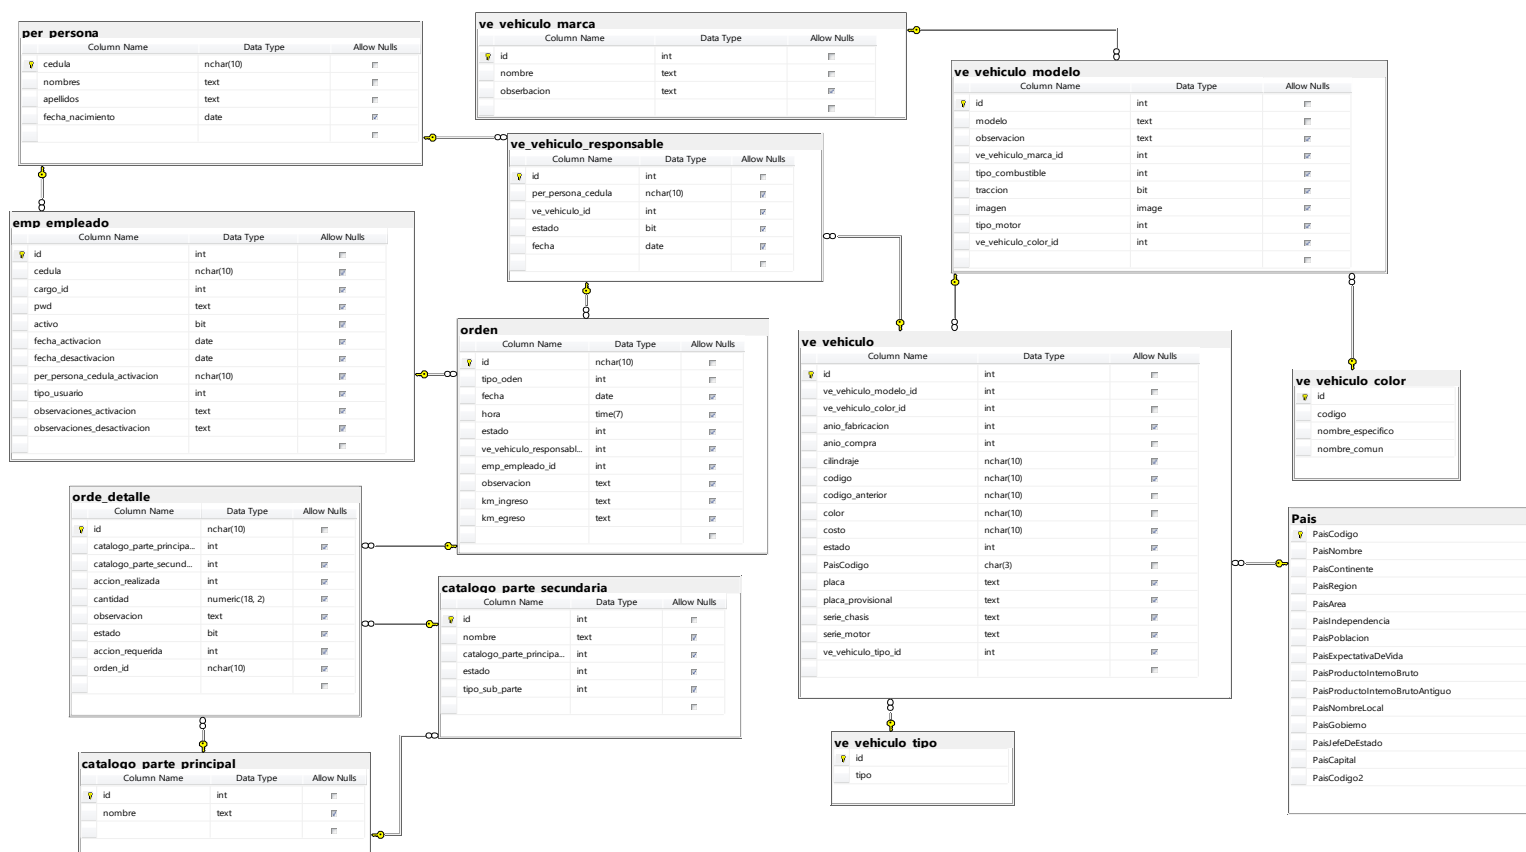 per_persona
Column Name Data Type Allow Nulls
cedula nchar(10)
nombres text
apellidos text
fecha_nacimiento date
ve_vehiculo_marca
Column Name Data Type Allow Nulls
id int
nombre text
obserbacion text
ve_vehiculo_modelo
Column Name Data Type Allow Nulls
id int
modelo text
observacion text
ve_vehiculo_marca_id int
tipo_combustible int
traccion bit
imagen image
tipo_motor int
ve_vehiculo_color_id int
ve_vehiculo_responsable
Column Name Data Type Allow Nulls
id int
per_persona_cedula nchar(10)
ve_vehiculo_id int
estado bit
fecha date
emp_empleado
Column Name Data Type Allow Nulls
id int
cedula nchar(10)
cargo_id int
pwd text
activo bit
fecha_activacion date
fecha_desactivacion date
per_persona_cedula_activacion nchar(10)
tipo_usuario int
observaciones_activacion text
observaciones_desactivacion text
orden
Column Name Data Type Allow Nulls
id nchar(10)
tipo_oden int
fecha date
hora time(7)
estado int
ve_vehiculo_responsabl... int
emp_empleado_id int
observacion text
km_ingreso text
km_egreso text
ve_vehiculo
Column Name Data Type Allow Nulls
id int
ve_vehiculo_modelo_id int
ve_vehiculo_color_id int
anio_fabricacion int
anio_compra int
cilindraje nchar(10)
codigo nchar(10)
codigo_anterior nchar(10)
color nchar(10)
costo nchar(10)
estado int
PaisCodigo char(3)
placa text
placa_provisional text
serie_chasis text
serie_motor text
ve_vehiculo_tipo_id int
ve_vehiculo_color
id
codigo
nombre_especifico
nombre_comun
orde_detalle
Column Name Data Type Allow Nulls
id nchar(10)
catalogo_parte_principa... int
catalogo_parte_secund... int
accion_realizada int
cantidad numeric(18, 2)
observacion text
estado bit
accion_requerida int
orden_id nchar(10)
catalogo_parte_secundaria
Column Name Data Type Allow Nulls
id int
nombre text
catalogo_parte_principa... int
estado int
tipo_sub_parte int
Pais
PaisCodigo
PaisNombre
PaisContinente
PaisRegion
PaisArea
PaisIndependencia
PaisPoblacion
PaisExpectativaDeVida
PaisProductoInternoBruto
PaisProductoInternoBrutoAntiguo
PaisNombreLocal
PaisGobierno
PaisJefeDeEstado
PaisCapital
PaisCodigo2
ve_vehiculo_tipo
id
tipo
catalogo_parte_principal
Column Name Data Type Allow Nulls
id int
nombre text